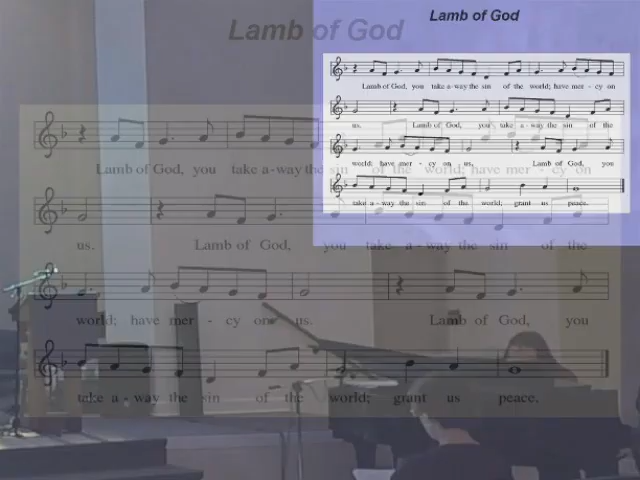 Lamb of God
Lamb of God, you take a-way the sin of the world; have mer - cy on
us. Lamb of God, you take a - way the sin of the
world; have mer - cy on us, Lamb of God, you
take a - way the sin of the world; grant us peace.
Lamb of God
Lamb of God, you take a-way the sin of the world; have mer - cy on
us. Lamb of God, you take a - way the sin of the
world; have mer - cy on us. Lamb of God, you
take a - way the sin of the world; grant us peace.